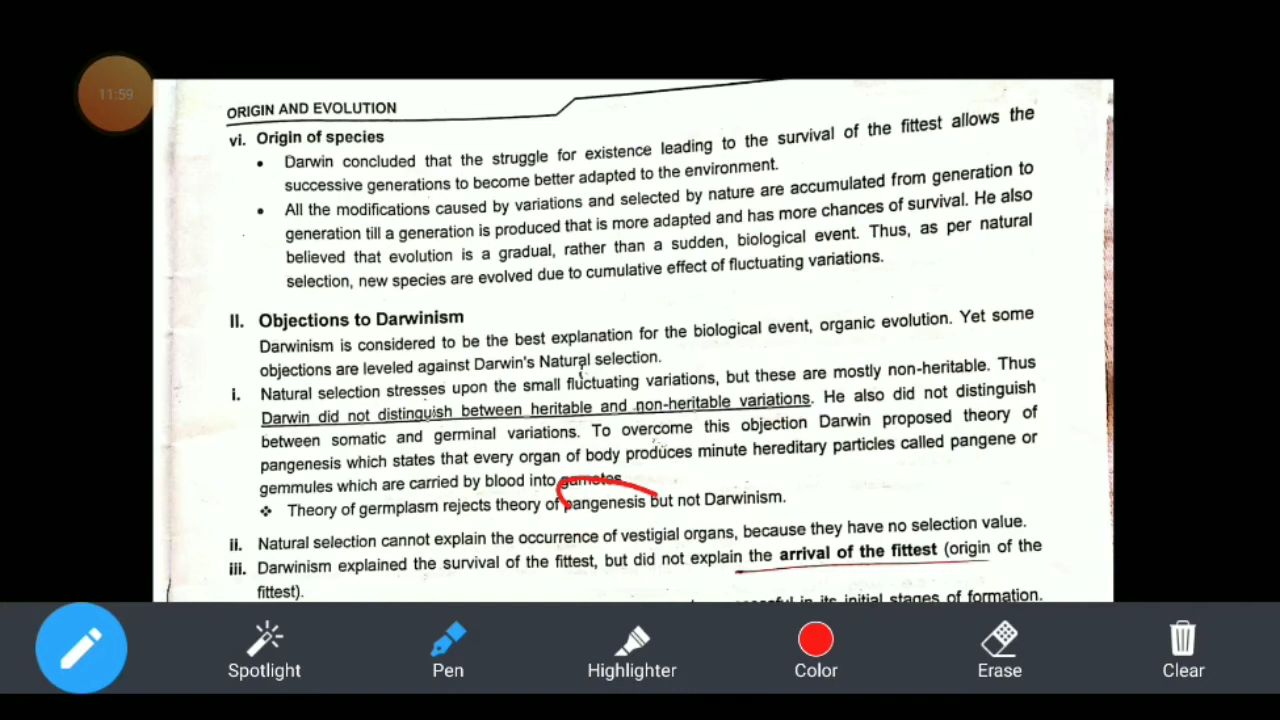 11:59
ORIGIN AND EVOLUTION
vi. Origin of species
• Darwin concluded that the struggle for existence leading to the survival of the fittest allows the
successive generations to become better adapted to the environment.
• All the modifications caused by variations and selected by nature are accumulated from generation to
generation till a generation is produced that is more adapted and has more chances of survival. He also
believed that evolution is a gradual, rather than a sudden, biological event. Thus, as per natural
selection, new species are evolved due to cumulative effect of fluctuating variations.
II. Objections to Darwinism
Darwinism is considered to be the best explanation for the biological event, organic evolution. Yet some
objections are leveled against Darwin's Natural selection.
i. Natural selection stresses upon the small fluctuating variations, but these are mostly non-heritable. Thus
Darwin did not distinguish between heritable and non-heritable variations. He also did not distinguish
between somatic and germinal variations. To overcome this objection Darwin proposed theory of
pangenesis which states that every organ of body produces minute hereditary particles called pangene or
gemmules which are carried by blood into gametes.
❖ Theory of germplasm rejects theory of pangenesis but not Darwinism.
ii. Natural selection cannot explain the occurrence of vestigial organs, because they have no selection value.
iii. Darwinism explained the survival of the fittest, but did not explain the arrival of the fittest (origin of the
fittest).
in its initial stages of formation.
Spotlight Pen Highlighter Color Erase Clear